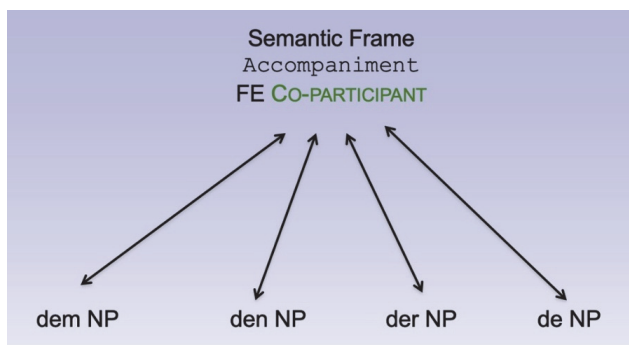 Semantic Frame
Accompaniment
FE CO-PARTICIPANT
dem NP den NP der NP de NP